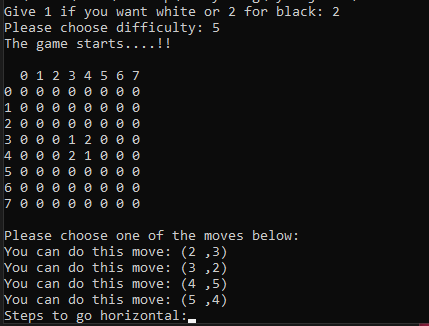 Give 1 if you want white or 2 for black: 2
Please choose difficulty: 5
The game starts....!!
0 1 2 3 4 5 6 7
0 0 0 0 0 0 0 0 0
1 0 0 0 0 0 0 0 0
2 0 0 0 0 0 0 0 0
3 0 0 0 1 2 0 0 0
4 0 0 0 2 1 0 0 0
5 0 0 0 0 0 0 0 0
6 0 0 0 0 0 0 0 0
7 0 0 0 0 0 0 0 0
Please choose one of the moves below:
You can do this move: (2 ,3)
You can do this move: (3 ,2)
You can do this move: (4 ,5)
You can do this move: (5 ,4)
Steps to go horizontal: